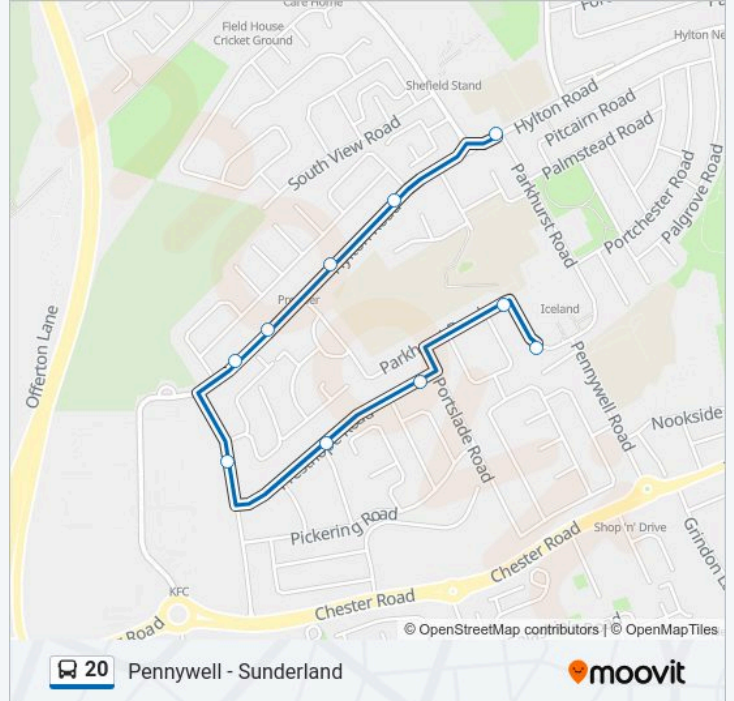 Care Home
Field House
Cricket Ground
Hylton Ne
Shefield Stand
Hylton Road
Pitcairn Road
Palmstead Road
South View Road
Parkhurst Road
Portchester Road
Palgrove Road
Offerton Lane
Iceland
Pennywell Road
Portslade Road
Nookside
Pickering Road
Shop 'n' Drive
Chester Road
Grindon L
KFC
Chester Road
Road
© OpenStreetMap contributors | © OpenMapTiles
20 Pennywell - Sunderland
moovit